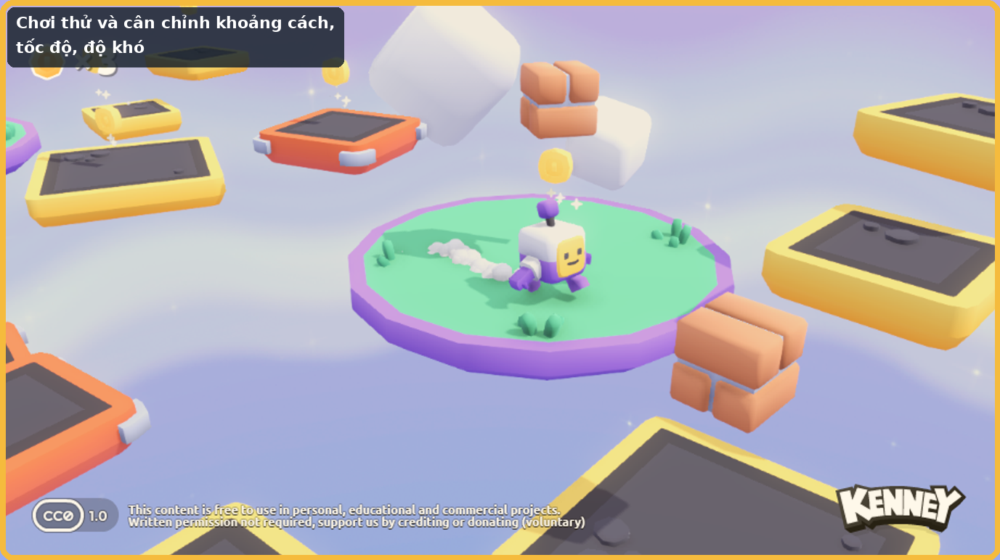 Chơi thử và cân chỉnh khoảng cách,
tốc độ, độ khó
CC0 1.0
This content is free to use in personal, educational and commercial projects.
Written permission not required, support us by crediting or donating (voluntary)
KENNEY